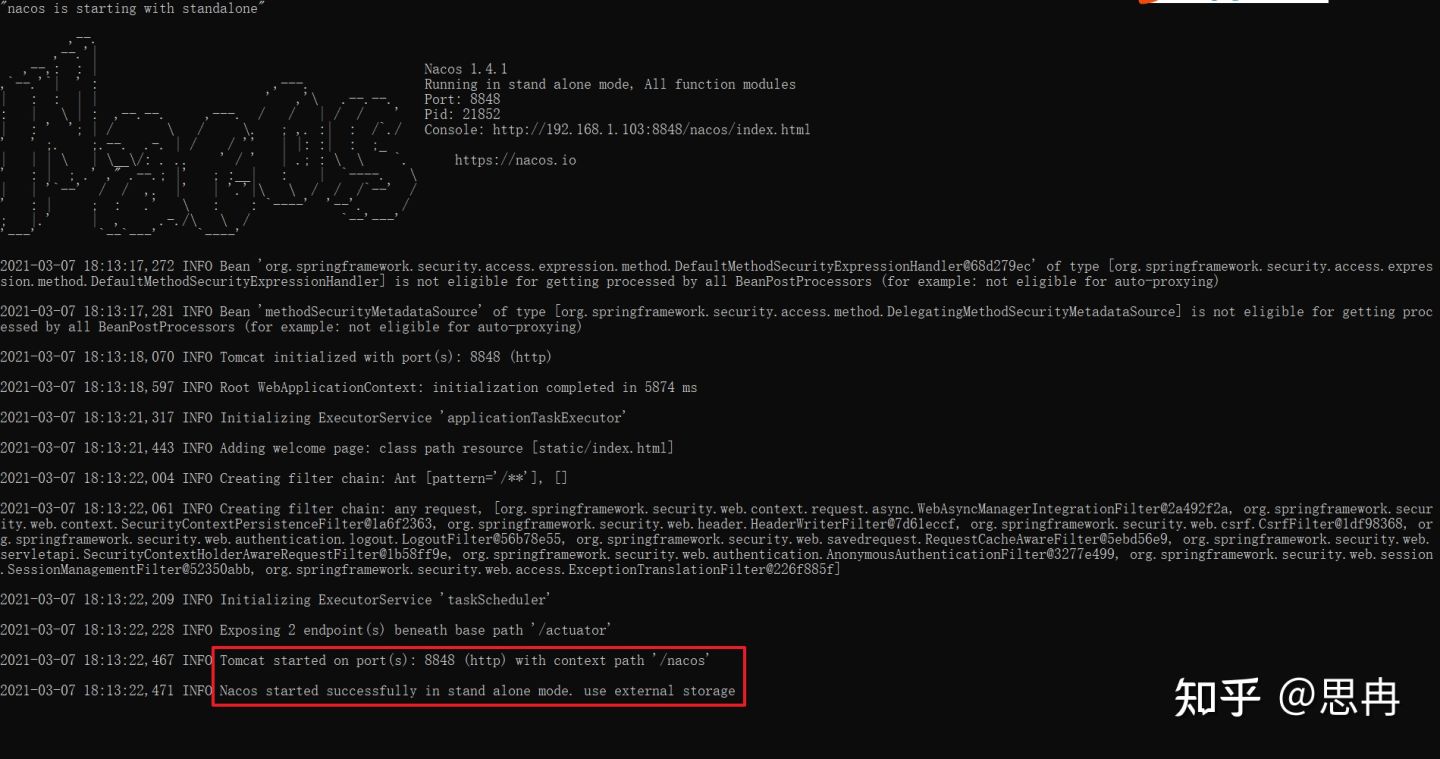 "nacos is starting with standalone"
Nacos 1.4.1
Running in stand alone mode, All function modules
Port: 8848
Pid: 21852
Console: http://192.168.1.103:8848/nacos/index.html
https://nacos.io
2021-03-07 18:13:17,272 INFO Bean 'org.springframework.security.access.expression.method.DefaultMethodSecurityExpressionHandler@68d279ec' of type [org.springframework.security.access.expres
sion.method.DefaultMethodSecurityExpressionHandler] is not eligible for getting processed by all BeanPostProcessors (for example: not eligible for auto-proxying)
2021-03-07 18:13:17,281 INFO Bean 'methodSecurityMetadataSource' of type [org.springframework.security.access.method.DelegatingMethodSecurityMetadataSource] is not eligible for getting proc
essed by all BeanPostProcessors (for example: not eligible for auto-proxying)
2021-03-07 18:13:18,070 INFO Tomcat initialized with port(s): 8848 (http)
2021-03-07 18:13:18,597 INFO Root WebApplicationContext: initialization completed in 5874 ms
2021-03-07 18:13:21,317 INFO Initializing ExecutorService 'applicationTaskExecutor'
2021-03-07 18:13:21,443 INFO Adding welcome page: class path resource [static/index.html]
2021-03-07 18:13:22,004 INFO Creating filter chain: Ant [pattern='/**'], []
2021-03-07 18:13:22,061 INFO Creating filter chain: any request, [org.springframework.security.web.context.request.async.WebAsyncManagerIntegrationFilter@2a492f2a, org.springframework.secur
ity.web.context.SecurityContextPersistenceFilter@1a6f2363, org.springframework.security.web.header.HeaderWriterFilter@7d61eccf, org.springframework.security.web.csrf.CsrfFilter@1df98368, or
g.springframework.security.web.authentication.logout.LogoutFilter@56b78e55, org.springframework.security.web.savedrequest.RequestCacheAwareFilter@5ebd56e9, org.springframework.security.web.
servletapi.SecurityContextHolderAwareRequestFilter@1b58ff9e, org.springframework.security.web.authentication.AnonymousAuthenticationFilter@3277e499, org.springframework.security.web.session
.SessionManagementFilter@52350abb, org.springframework.security.web.access.ExceptionTranslationFilter@226f885f]
2021-03-07 18:13:22,209 INFO Initializing ExecutorService 'taskScheduler'
2021-03-07 18:13:22,228 INFO Exposing 2 endpoint(s) beneath base path '/actuator'
2021-03-07 18:13:22,467 INFO Tomcat started on port(s): 8848 (http) with context path '/nacos'
2021-03-07 18:13:22,471 INFO Nacos started successfully in stand alone mode. use external storage
知乎 @思冉